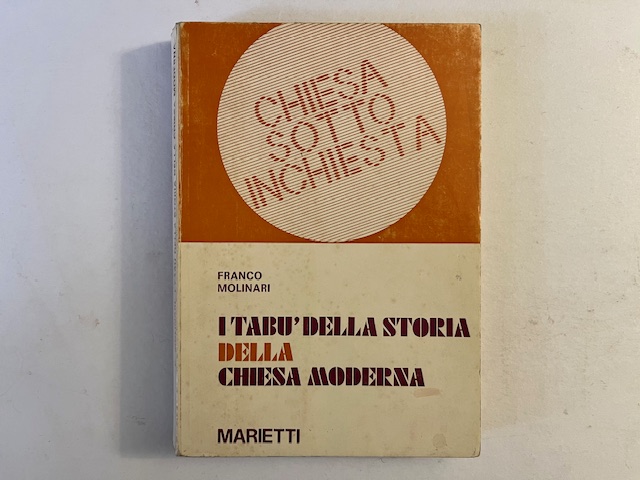 CHIESA
SOTTO
INCHIESTA
FRANCO
MOLINARI
I TABU' DELLA STORIA
DELLA
CHIESA MODERNA
MARIETTI